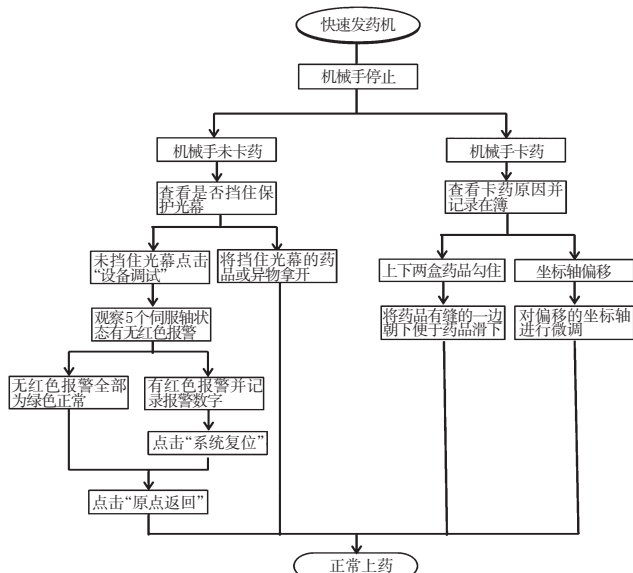 快速发药机
机械手停止
机械手未卡药
机械手卡药
查看是否挡住保
护光幕
查看卡药原因并
记录在簿
未挡住光幕点击
“设备调试”
将挡住光幕的药
品或异物拿开
上下两盒药品勾住
坐标轴偏移
观察5个伺服轴状
态有无红色报警
将药品有缝的一边
朝下便于药品滑下
对偏移的坐标轴
进行微调
无红色报警全部
为绿色正常
有红色报警并记
录报警数字
点击“系统复位”
点击“原点返回”
正常上药